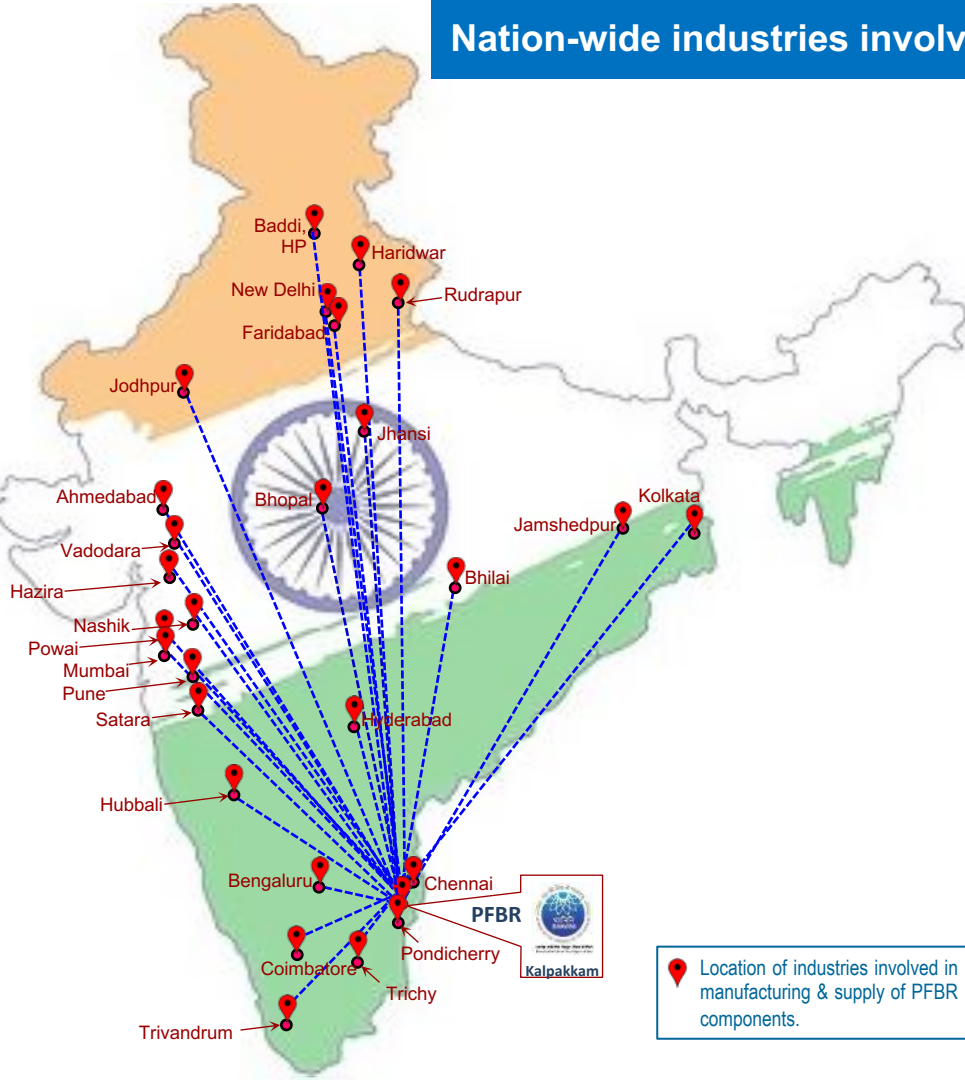 Nation-wide industries involv
Baddi,
HP
Haridwar
New Delhi
Rudrapur
Faridabad
Jodhpur
Jhansi
Ahmedabad
Bhopal
Kolkata
Jamshedpur
Vadodara
Bhilai
Hazira
Nashik
Powai
Mumbai
Pune
Satara
Hyderabad
Hubbali
Bengaluru
Chennai
PFBR
Pondicherry
Coimbatore
Kalpakkam
Trichy
Trivandrum
Location of industries involved in
manufacturing & supply of PFBR
components.